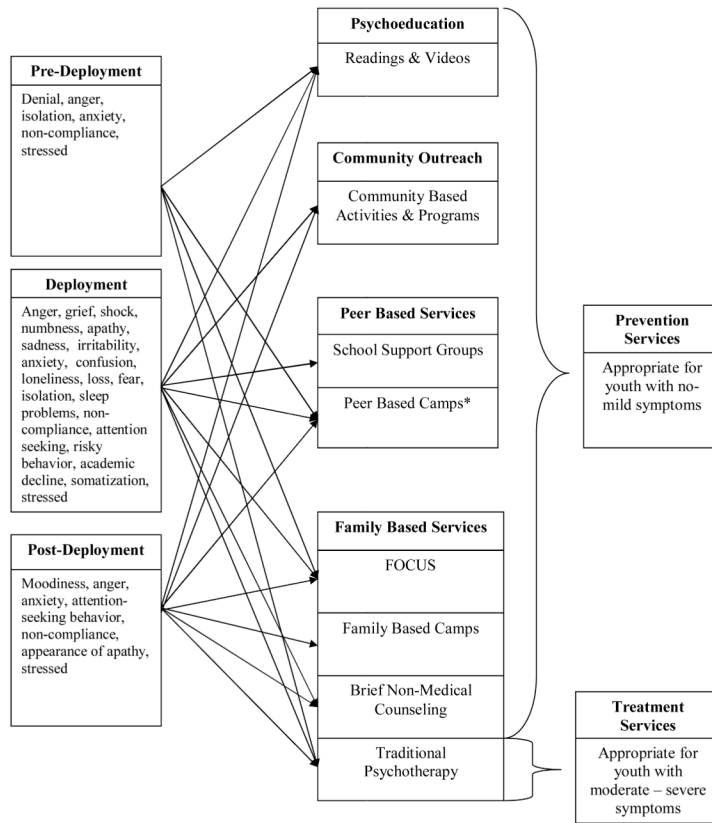 Pre-Deployment
Denial, anger,
isolation, anxiety,
non-compliance,
stressed
Deployment
Anger, grief, shock,
numbness, apathy,
sadness, irritability,
anxiety, confusion,
loneliness, loss, fear,
isolation, sleep
problems, non-
compliance, attention
seeking, risky
behavior, academic
decline, somatization,
stressed
Post-Deployment
Moodiness, anger,
anxiety, attention-
seeking behavior,
non-compliance,
appearance of apathy,
stressed
Psychoeducation
Readings & Videos
Community Outreach
Community Based
Activities & Programs
Peer Based Services
School Support Groups
Peer Based Camps*
Family Based Services
FOCUS
Family Based Camps
Brief Non-Medical
Counseling
Traditional
Psychotherapy
Prevention
Services
Appropriate for
youth with no-
mild symptoms
Treatment
Services
Appropriate for
youth with
moderate – severe
symptoms